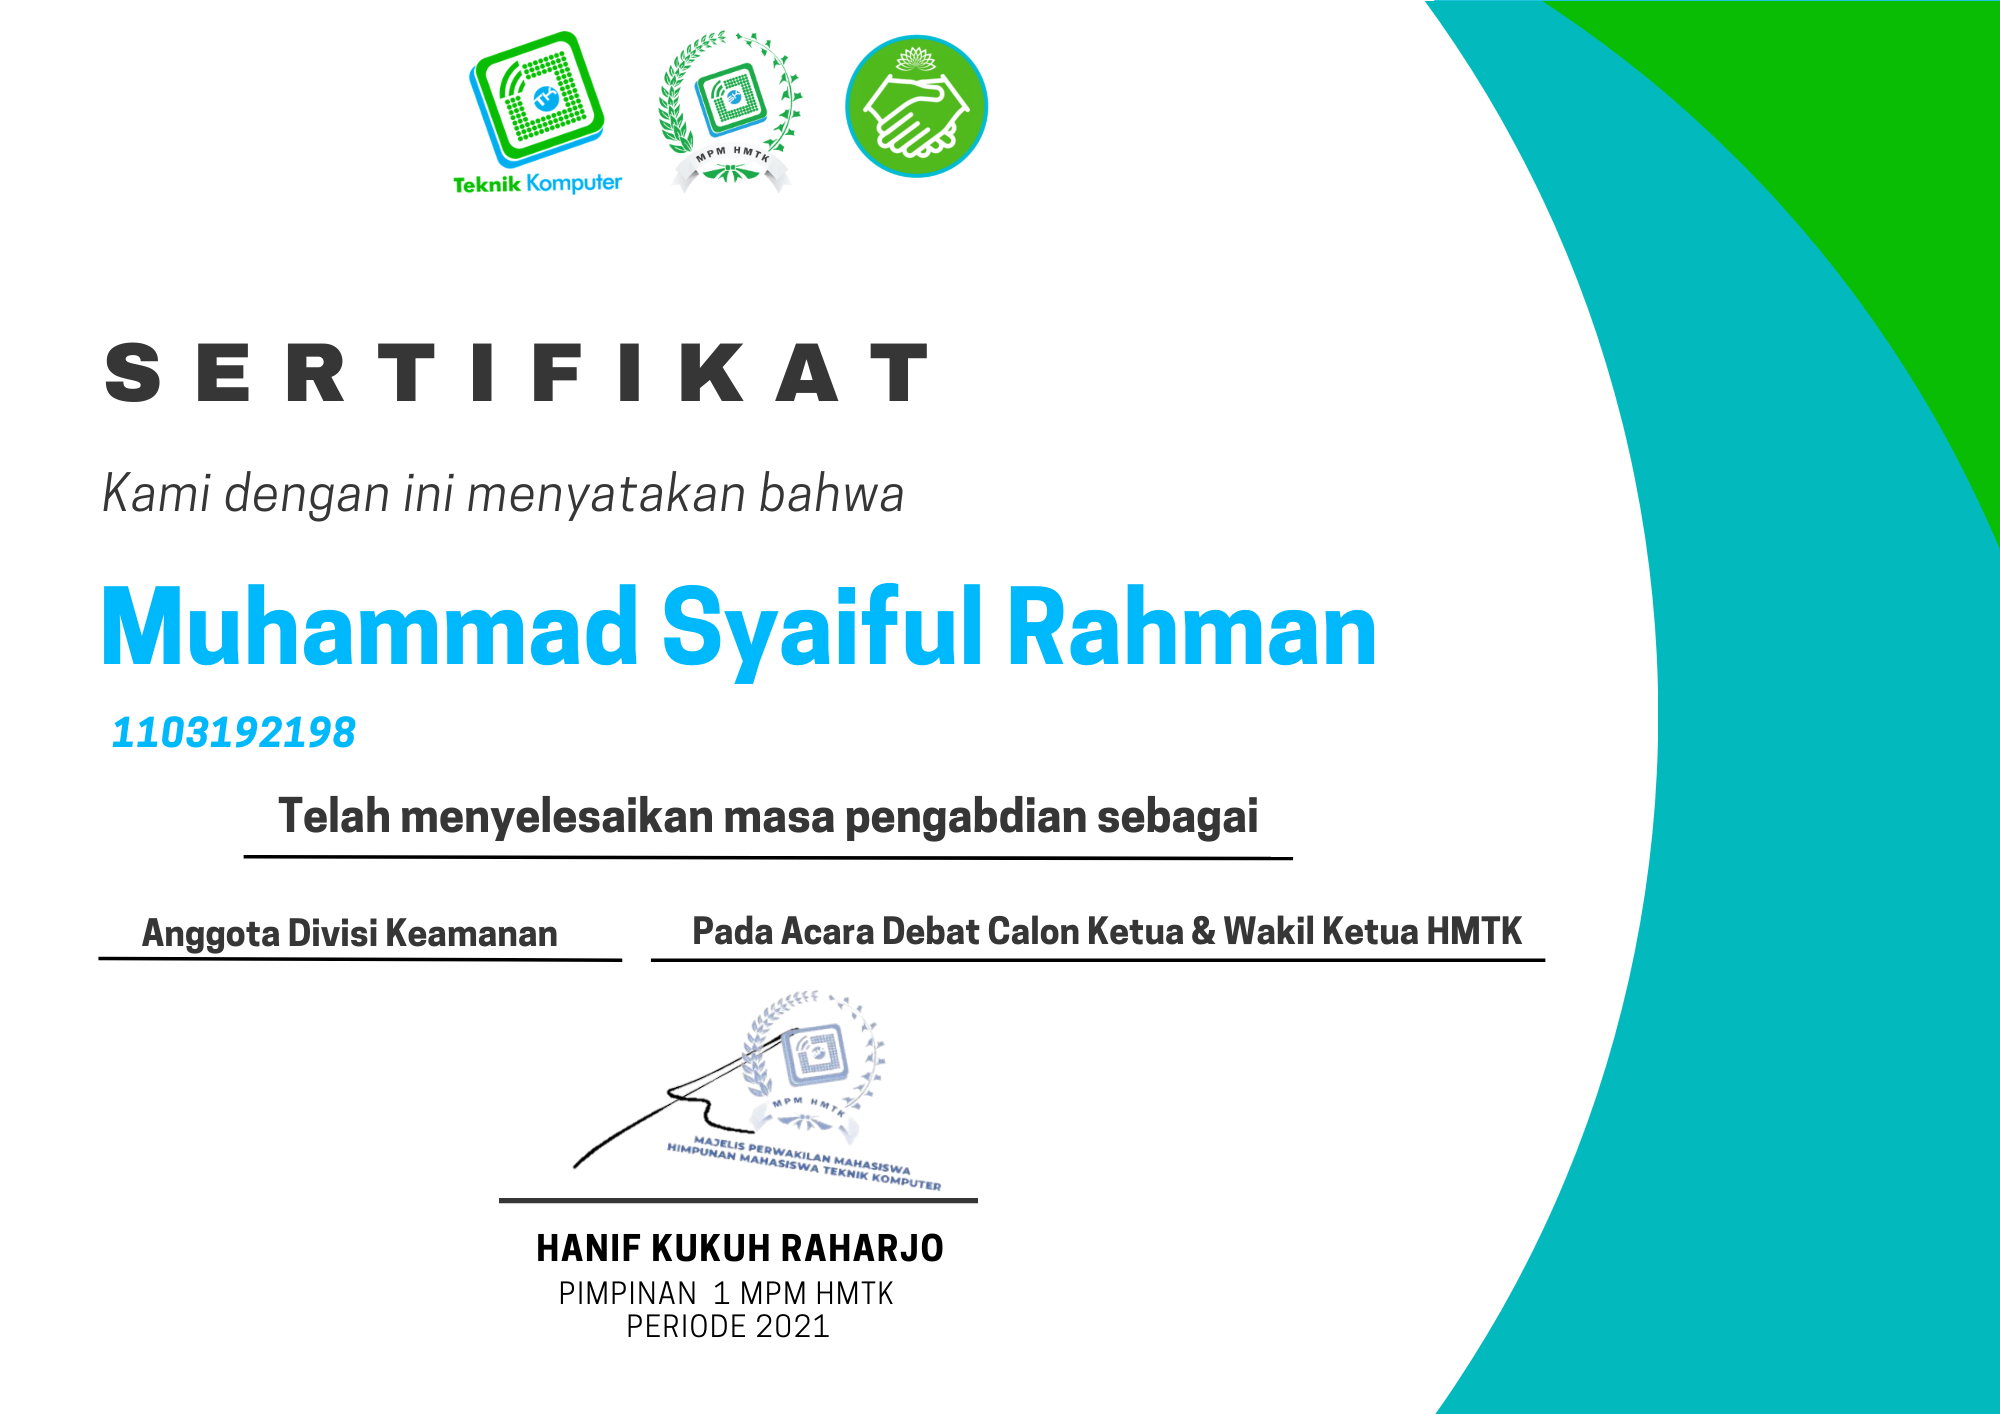 Teknik Komputer
MPM HMTK
SERTIFIKAT
Kami dengan ini menyatakan bahwa
Muhammad Syaiful Rahman
1103192198
Telah menyelesaikan masa pengabdian sebagai
Anggota Divisi Keamanan
Pada Acara Debat Calon Ketua & Wakil Ketua HMTK
MPM HMTK
MAJELIS PERWAKILAN MAHASISWA
HIMPUNAN MAHASISWA TEKNIK KOMPUTER
HANIF KUKUH RAHARJO
PIMPINAN 1 MPM HMTK
PERIODE 2021